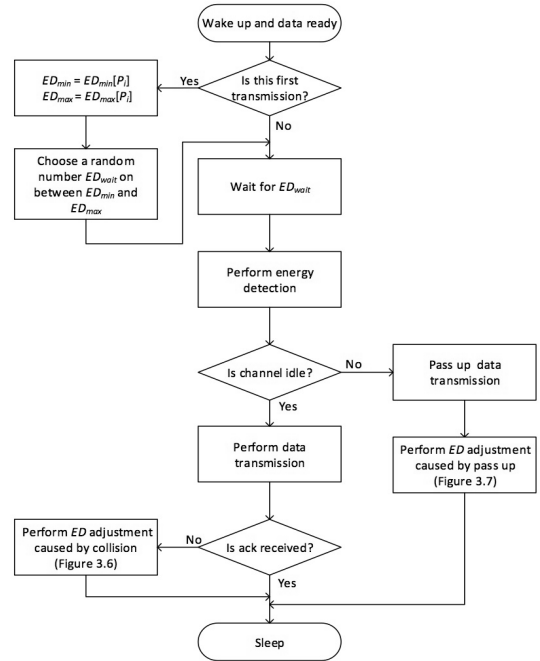 Wake up and data ready
Is this first
transmission?
Yes
EDmin = EDmin[Pi]
EDmax = EDmax[Pi]
No
Choose a random
number EDwait on
between EDmin and
EDmax
Wait for EDwait
Perform energy
detection
Is channel idle?
No
Pass up data
transmission
Yes
Perform data
transmission
Perform ED adjustment
caused by pass up
(Figure 3.7)
Is ack received?
No
Perform ED adjustment
caused by collision
(Figure 3.6)
Yes
Sleep